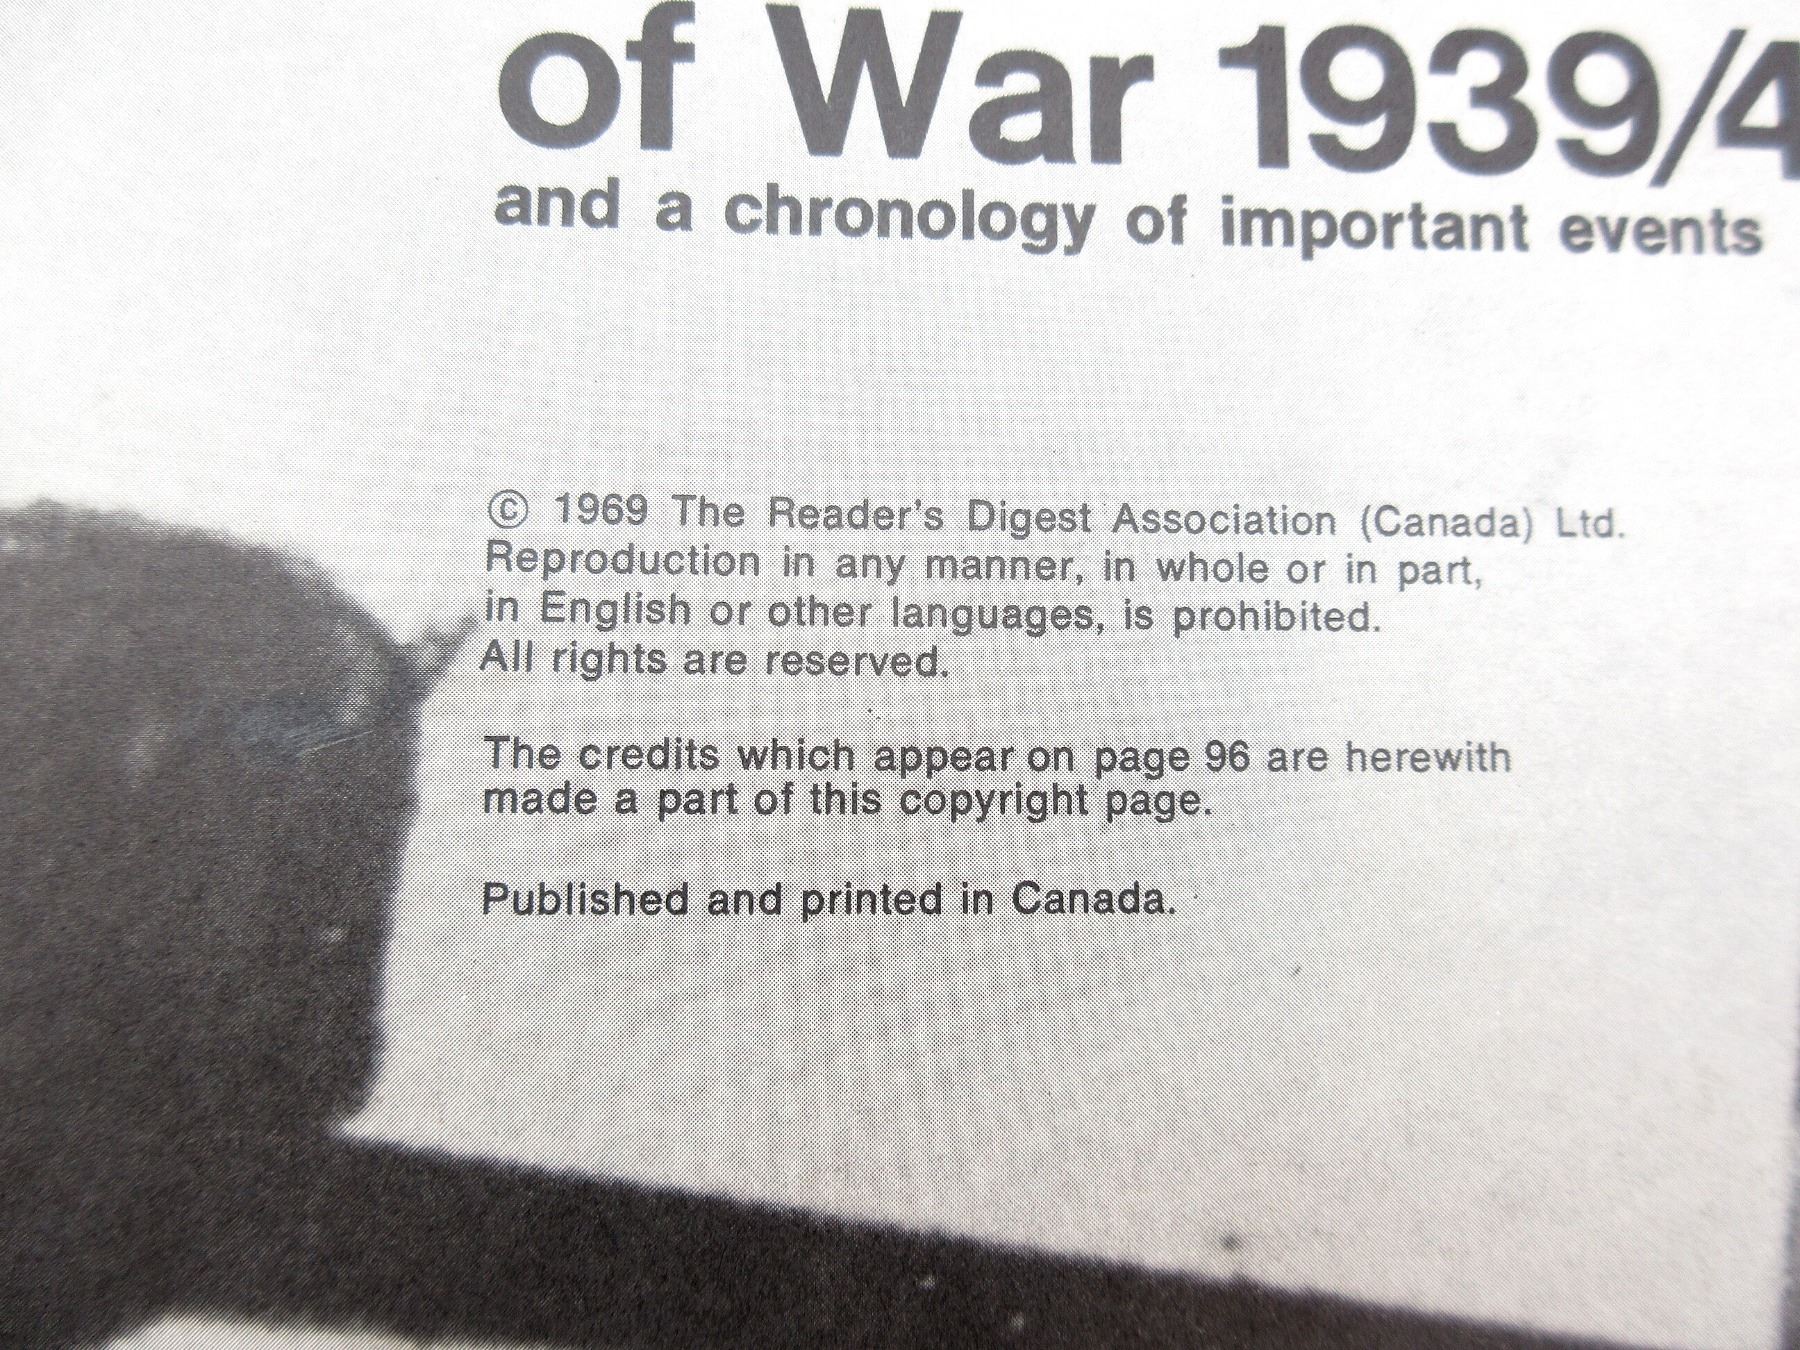 of War 1939/4
and a chronology of important events
© 1969 The Reader's Digest Association (Canada) Ltd.
Reproduction in any manner, in whole or in part,
in English or other languages, is prohibited.
All rights are reserved.
The credits which appear on page 96 are herewith
made a part of this copyright page.
Published and printed in Canada.